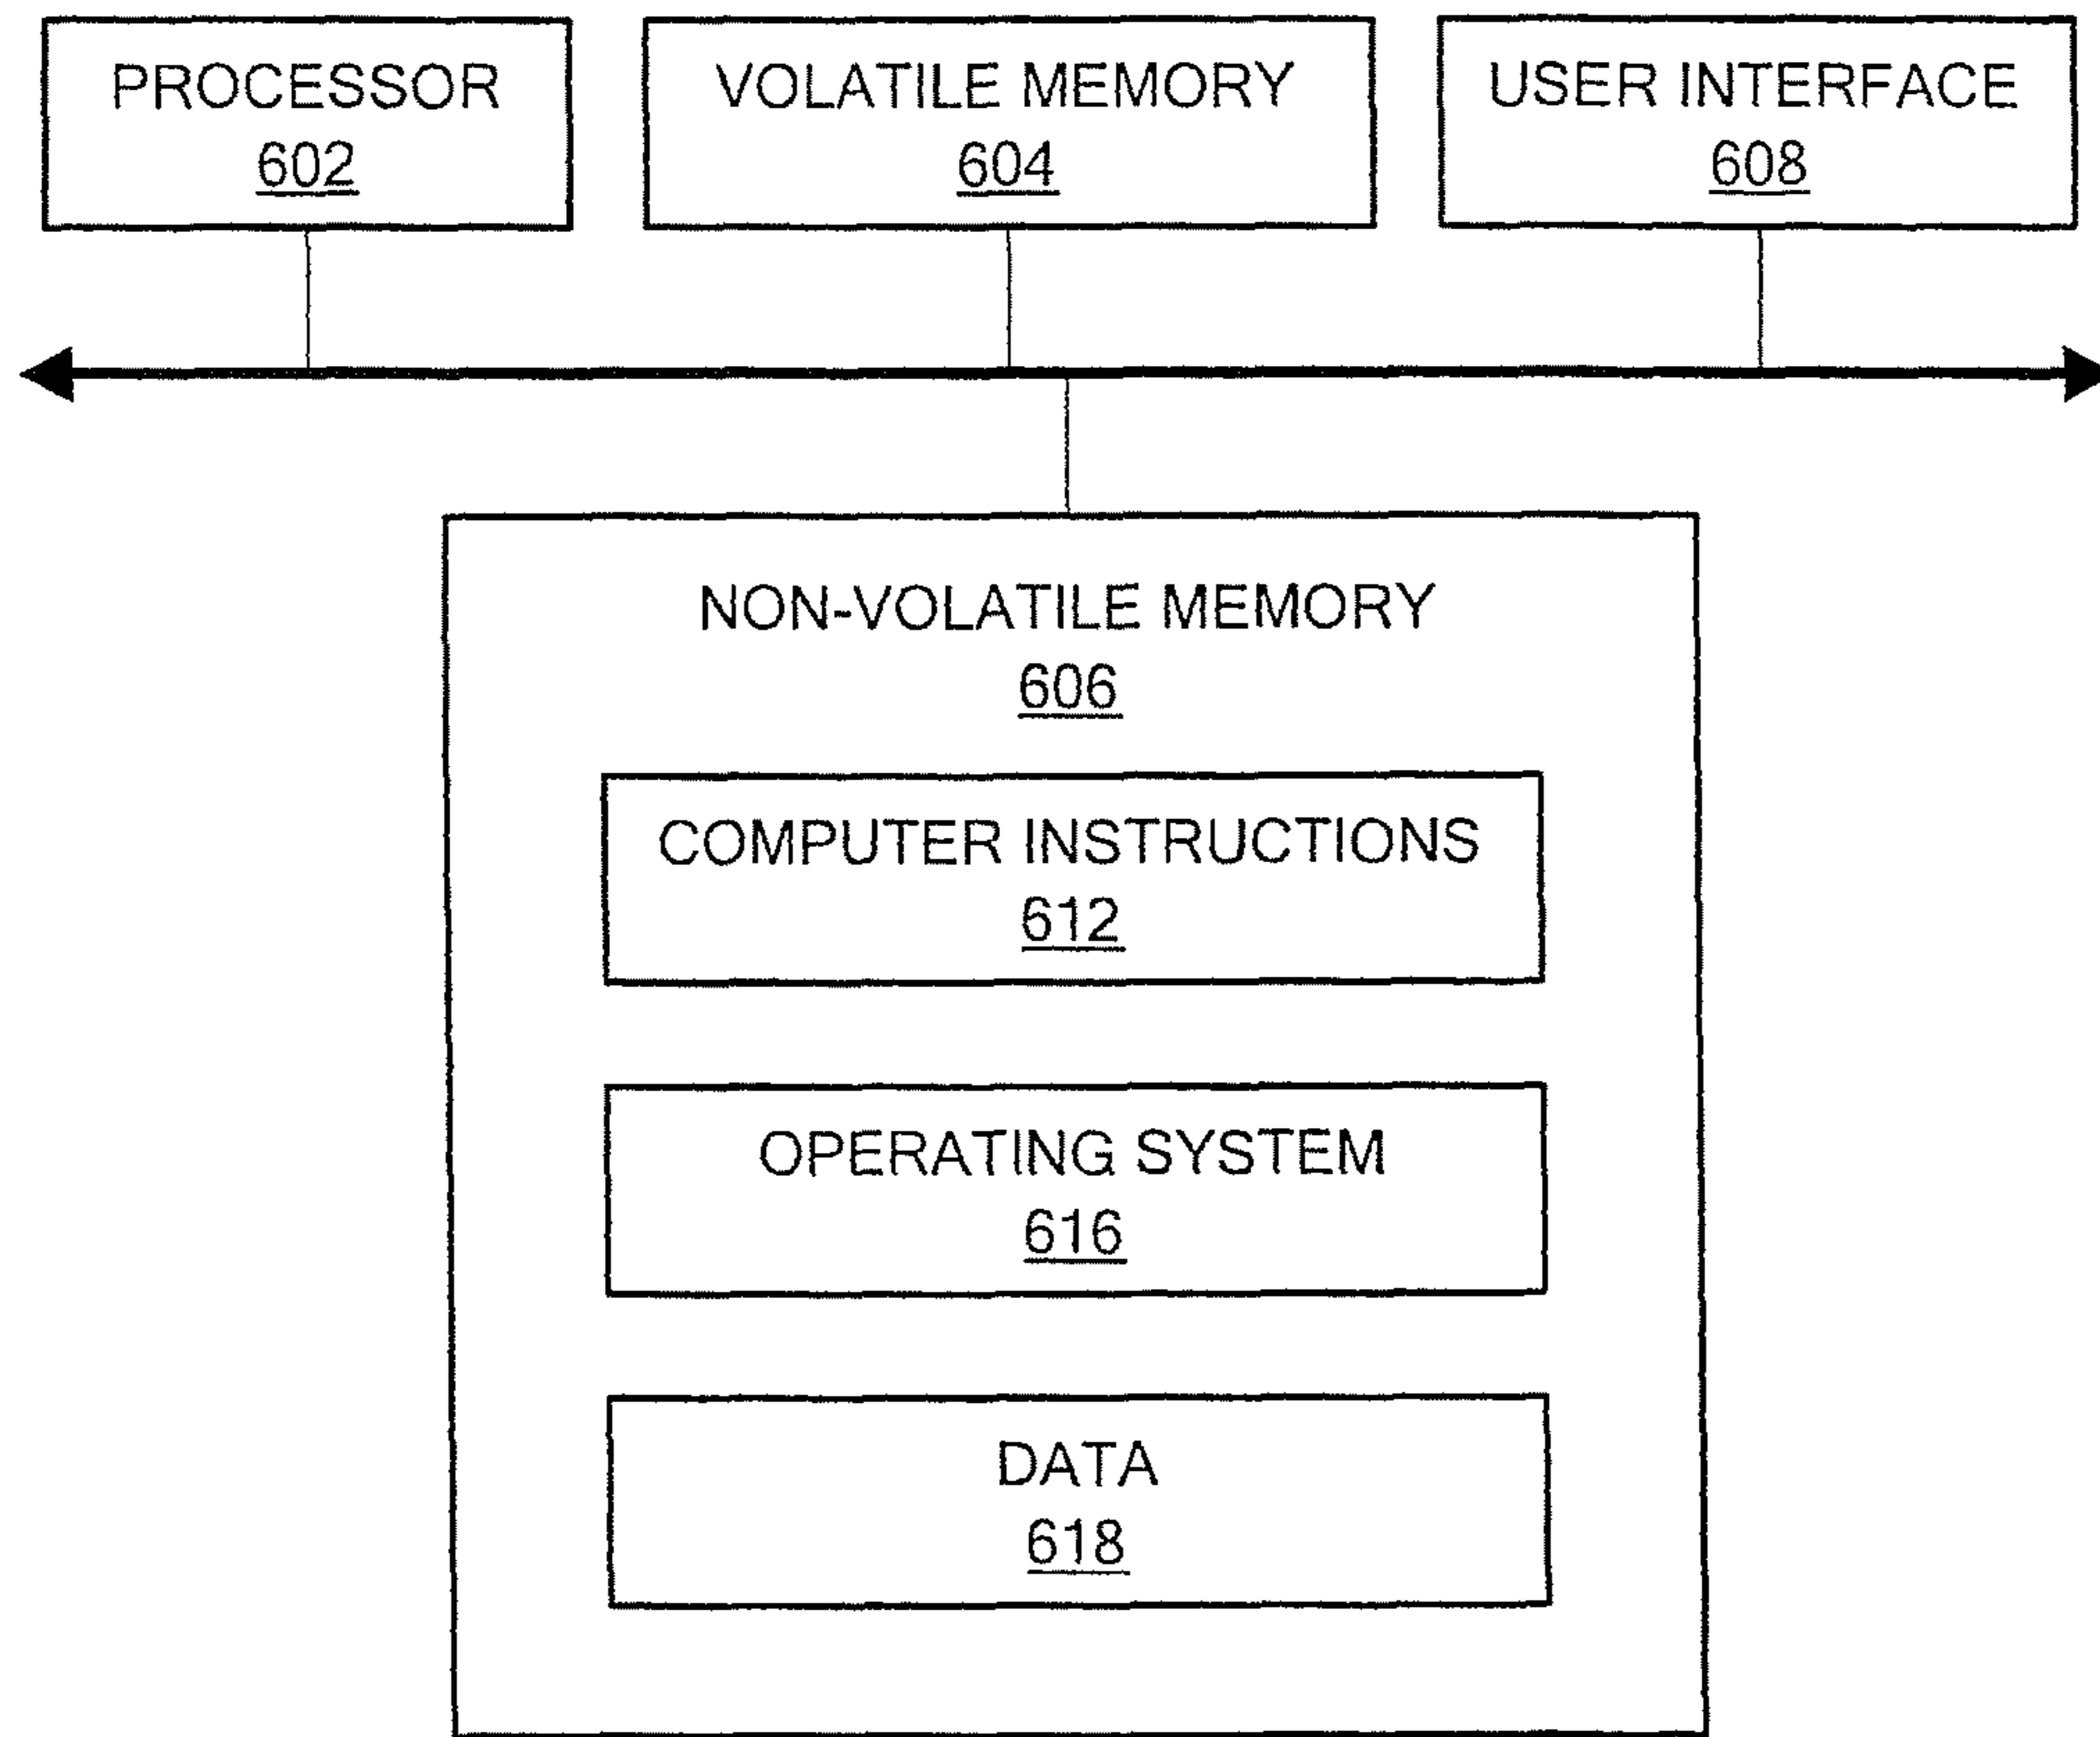 PROCESSOR
602
VOLATILE MEMORY
604
USER INTERFACE
608
NON-VOLATILE MEMORY
606
COMPUTER INSTRUCTIONS
612
OPERATING SYSTEM
616
DATA
618